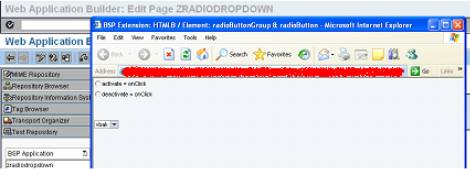 Web Application Builder: Edit Page ZRADIODROPDOWN
BSP Extension: HTMLB / Element: radioButtonGroup & radioButton - Microsoft Internet Explorer
File Edit View Favorites Tools Help
Web Application B
Back Search Favorites
Address Go Links
MIME Repository
Repository Browser
Repository Information System
Tag Browser
Transport Organizer
Test Repository
activate = onClick
deactivate = onClick
vbak
BSP Application
zradiodropdown